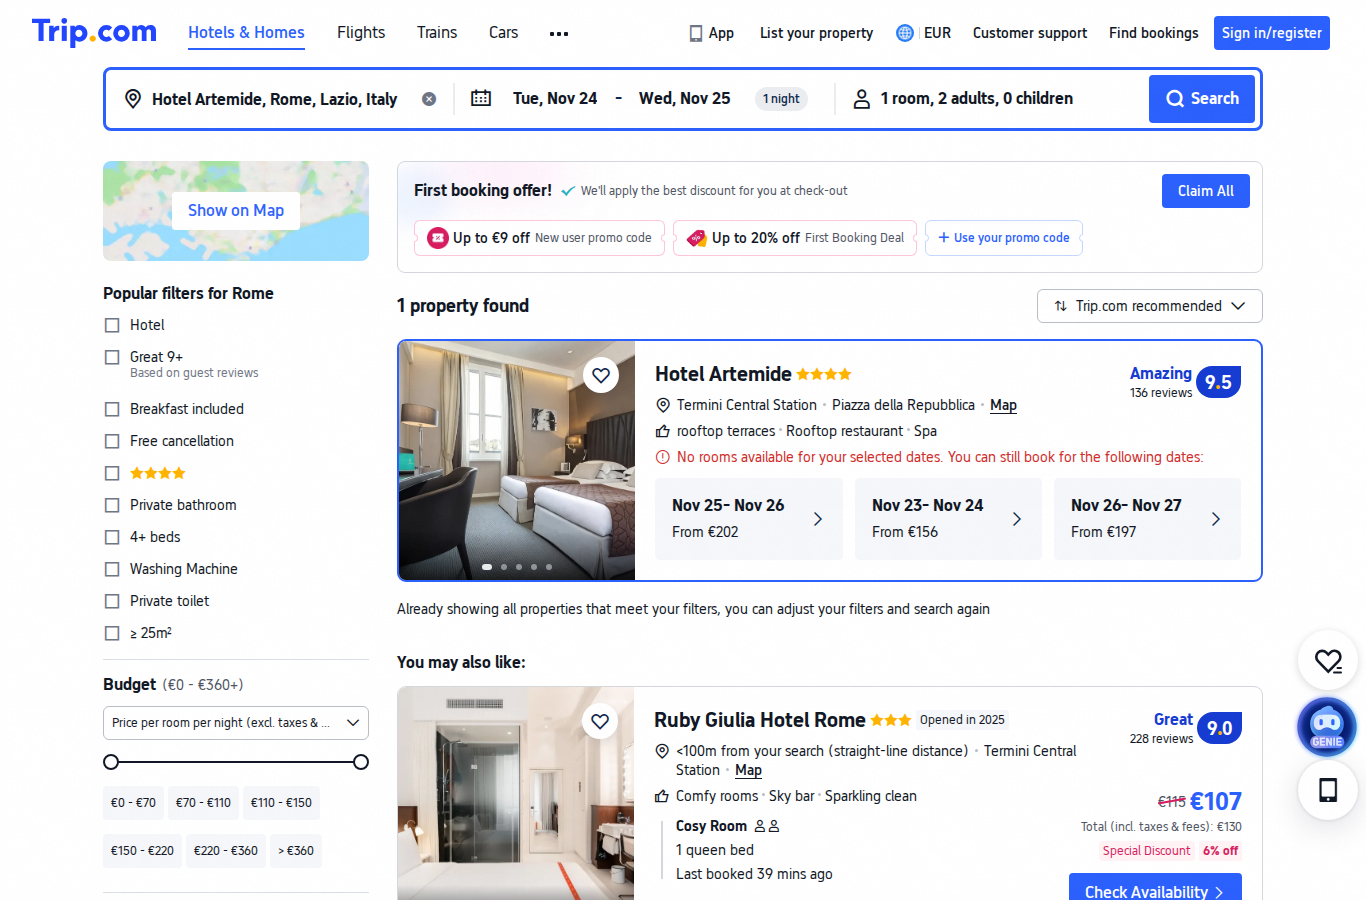 Trip.com
Hotels & Homes
Flights
Trains
Cars
App
List your property
EUR
Customer support
Find bookings
Sign in/register
Hotel Artemide, Rome, Lazio, Italy
Tue, Nov 24 - Wed, Nov 25
1 night
1 room, 2 adults, 0 children
Search
Show on Map
Popular filters for Rome
Hotel
Great 9+
Based on guest reviews
Breakfast included
Free cancellation
Private bathroom
4+ beds
Washing Machine
Private toilet
≥ 25m²
Budget (€0 - €360+)
Price per room per night (excl. taxes & ...
€0 - €70
€70 - €110
€110 - €150
€150 - €220
€220 - €360
> €360
First booking offer!
We'll apply the best discount for you at check-out
Claim All
Up to €9 off New user promo code
Up to 20% off First Booking Deal
+ Use your promo code
1 property found
Trip.com recommended
Hotel Artemide
Amazing
136 reviews
9.5
Termini Central Station · Piazza della Repubblica · Map
rooftop terraces · Rooftop restaurant · Spa
No rooms available for your selected dates. You can still book for the following dates:
Nov 25- Nov 26
From €202
Nov 23- Nov 24
From €156
Nov 26- Nov 27
From €197
Already showing all properties that meet your filters, you can adjust your filters and search again
You may also like:
Ruby Giulia Hotel Rome
Opened in 2025
Great
228 reviews
9.0
<100m from your search (straight-line distance) · Termini Central
Station · Map
Comfy rooms · Sky bar · Sparkling clean
Cosy Room
1 queen bed
Last booked 39 mins ago
€115 €107
Total (incl. taxes & fees): €130
Special Discount
6% off
Check Availability
GENIE